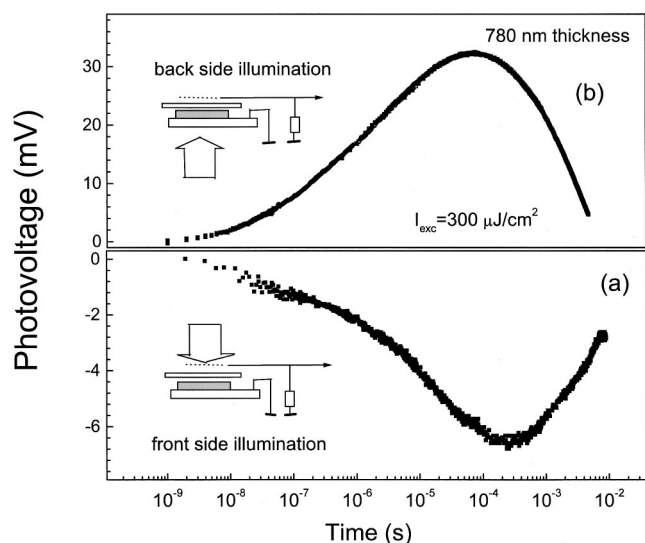 780 nm thickness
30
back side illumination
(b)
20
10
I_exc=300 μJ/cm²
0
Photovoltage (mV)
0
(a)
-2
-4
-6
front side illumination
10⁻⁹ 10⁻⁸ 10⁻⁷ 10⁻⁶ 10⁻⁵ 10⁻⁴ 10⁻³ 10⁻²
Time (s)